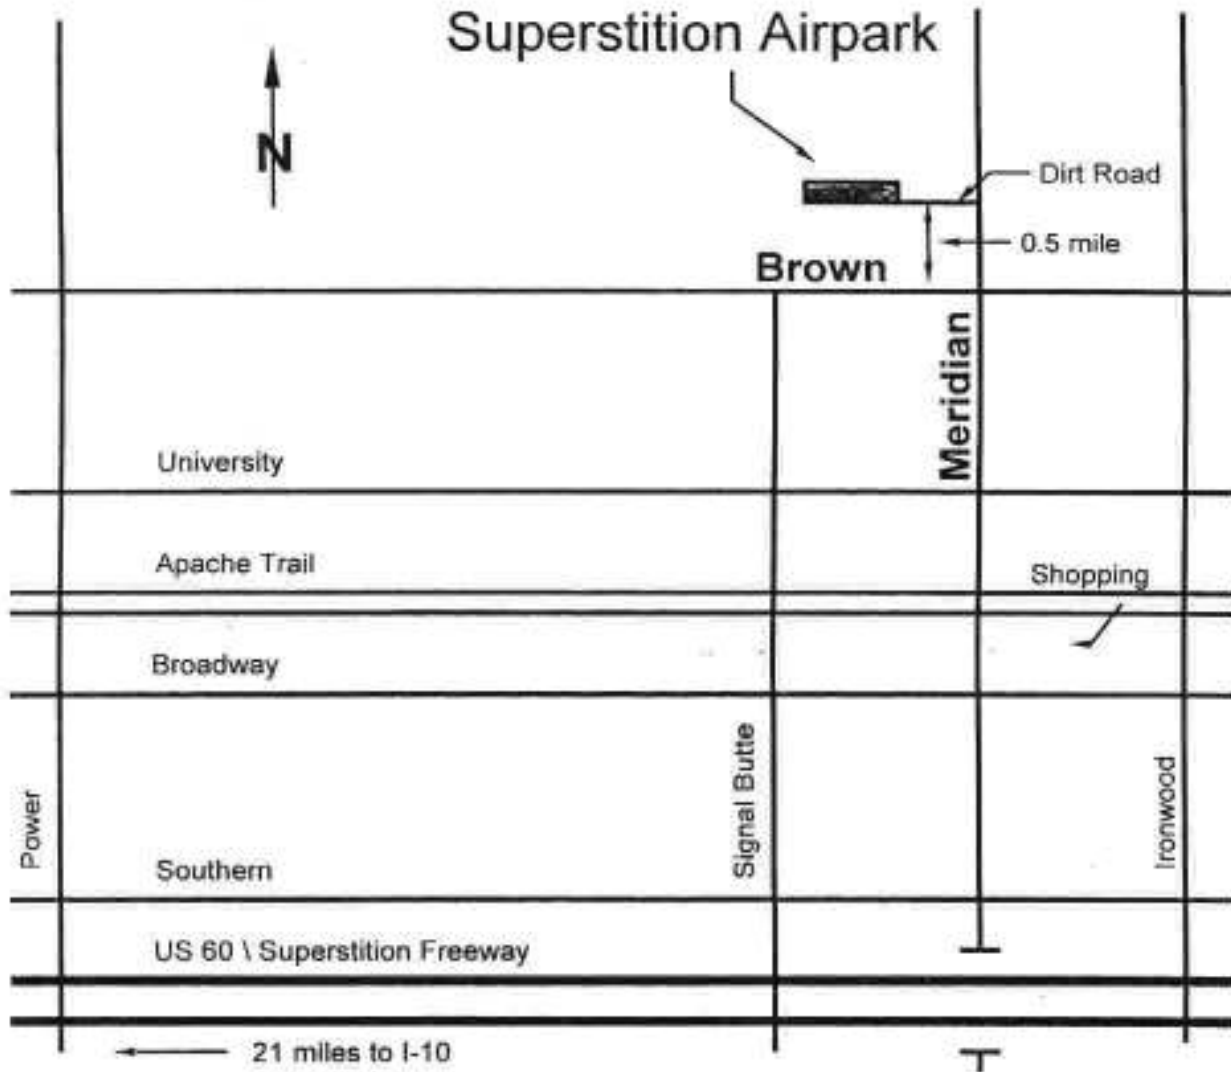 Superstition Airpark
N
Dirt Road
0.5 mile
Brown
Meridian
University
Apache Trail
Shopping
Broadway
Signal Butte
Ironwood
Power
Southern
US 60 \ Superstition Freeway
21 miles to I-10